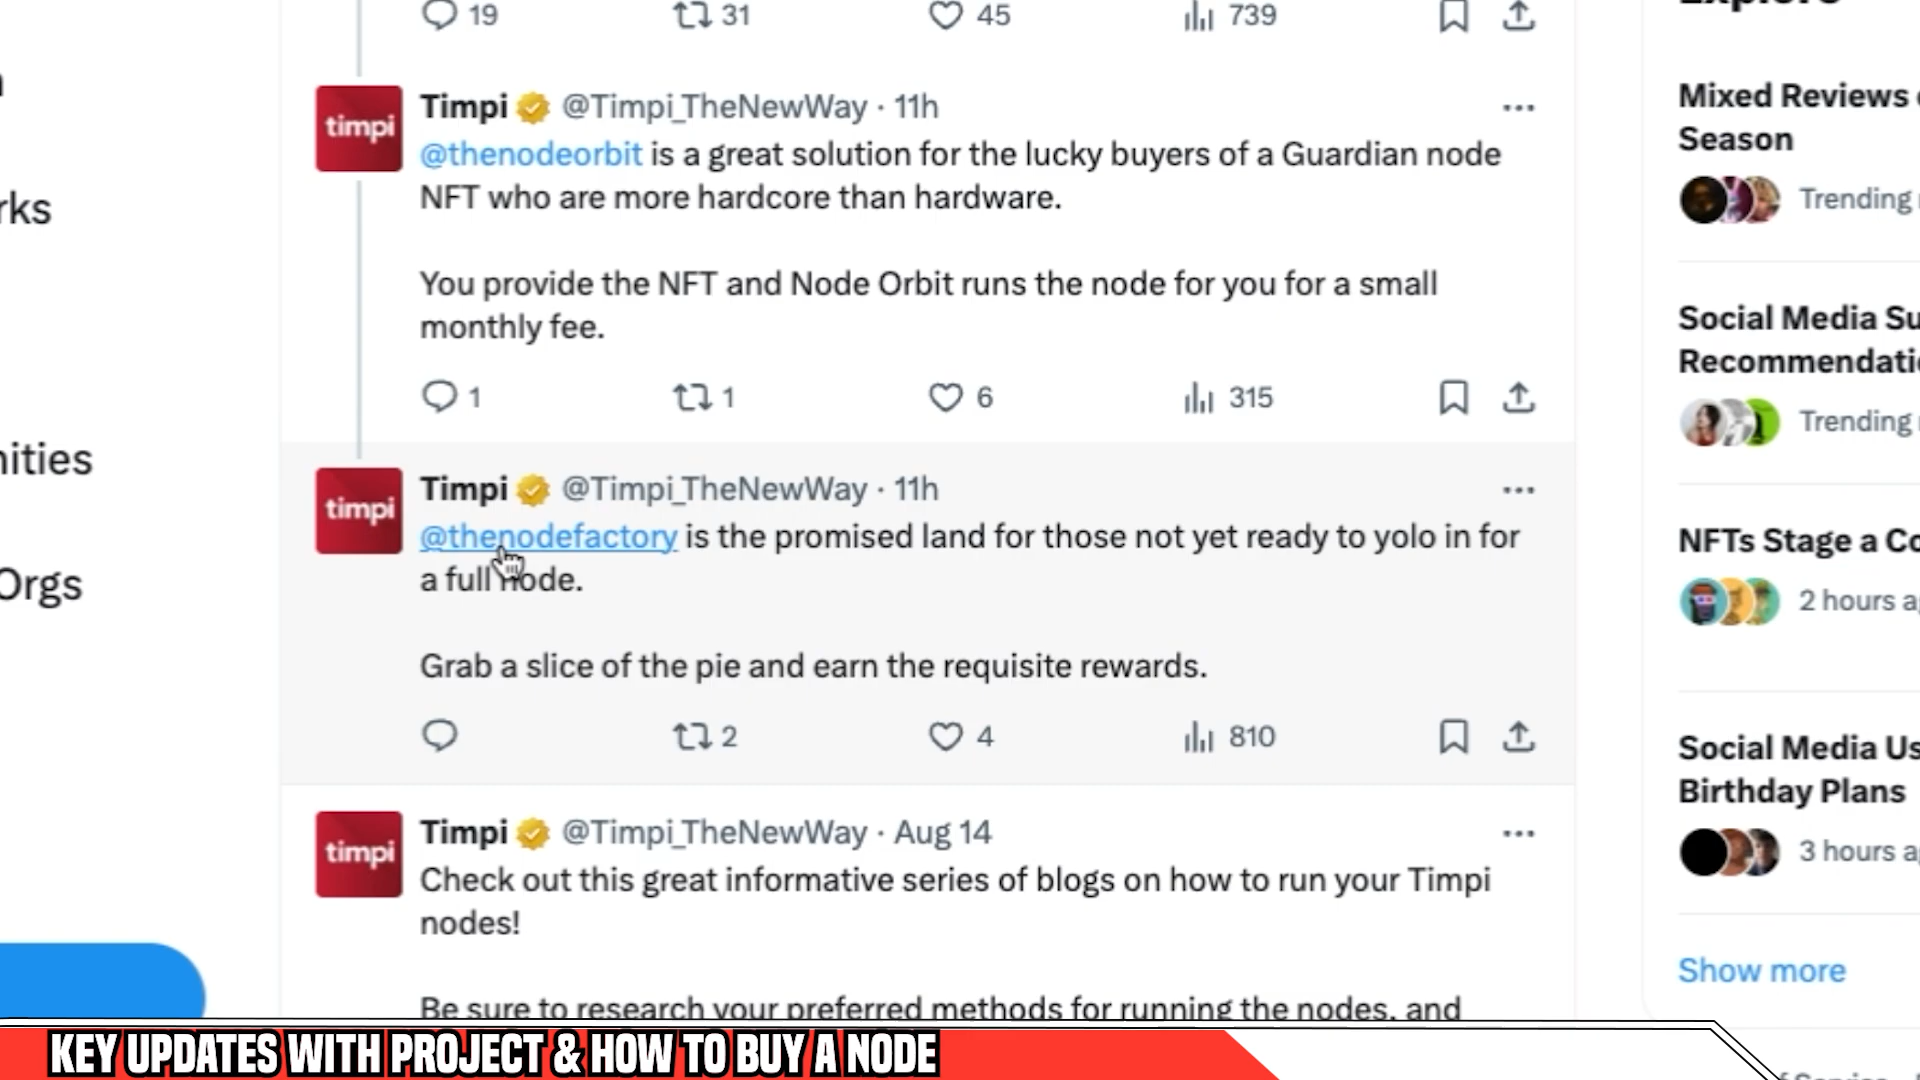 19 31 45 739
timpi
Timpi @Timpi_TheNewWay · 11h
@thenodeorbit is a great solution for the lucky buyers of a Guardian node
NFT who are more hardcore than hardware.
You provide the NFT and Node Orbit runs the node for you for a small
monthly fee.
1 1 6 315
timpi
Timpi @Timpi_TheNewWay · 11h
@thenodefactory is the promised land for those not yet ready to yolo in for
a full node.
Grab a slice of the pie and earn the requisite rewards.
2 4 810
timpi
Timpi @Timpi_TheNewWay · Aug 14
Check out this great informative series of blogs on how to run your Timpi
nodes!
Be sure to research your preferred methods for running the nodes, and
rks
nities
Orgs
Explore
Mixed Reviews
Season
Trending
Social Media Su
Recommendati
Trending
NFTs Stage a Co
2 hours a
Social Media Us
Birthday Plans
3 hours a
Show more
KEY UPDATES WITH PROJECT & HOW TO BUY A NODE